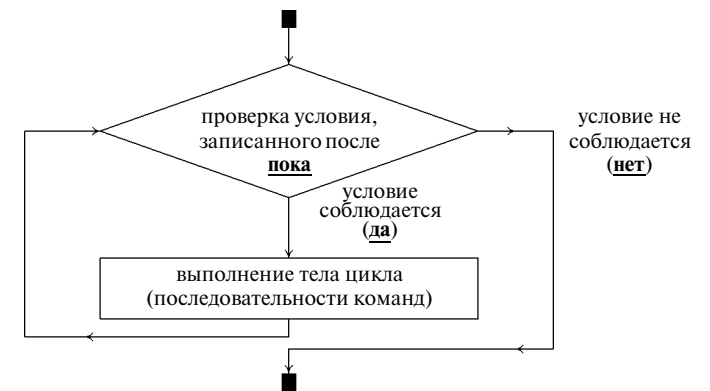 проверка условия,
записанного после
пока
условие не
соблюдается
(нет)
условие
соблюдается
(да)
выполнение тела цикла
(последовательности команд)